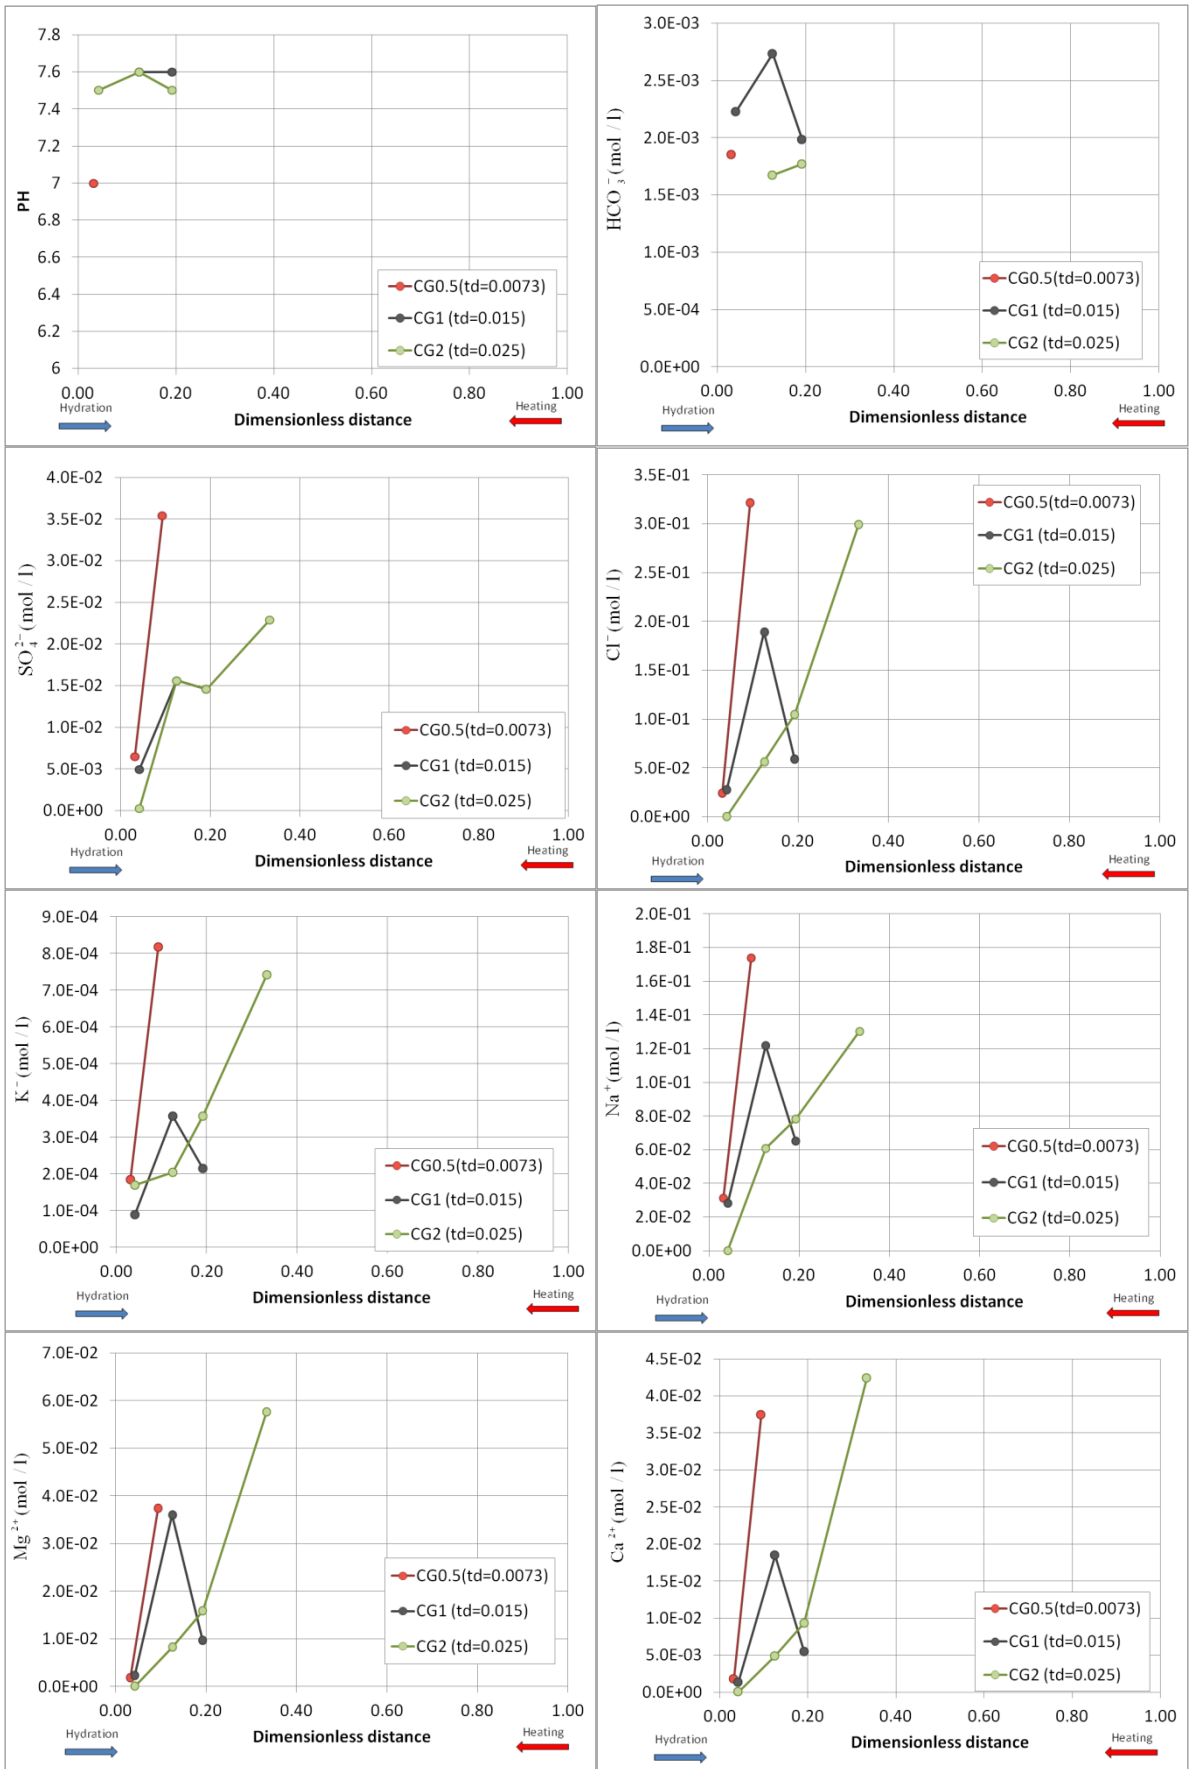 7.8
7.6
7.4
7.2
7
6.8
6.6
6.4
6.2
6
PH
CG0.5(td=0.0073)
CG1 (td=0.015)
CG2 (td=0.025)
0.00 0.20 0.40 0.60 0.80 1.00
Hydration
Dimensionless distance
Heating
3.0E-03
2.5E-03
2.0E-03
1.5E-03
1.0E-03
5.0E-04
0.0E+00
HCO₃⁻ (mol / l)
CG0.5(td=0.0073)
CG1 (td=0.015)
CG2 (td=0.025)
0.00 0.20 0.40 0.60 0.80 1.00
Hydration
Dimensionless distance
Heating
4.0E-02
3.5E-02
3.0E-02
2.5E-02
2.0E-02
1.5E-02
1.0E-02
5.0E-03
0.0E+00
SO₄²⁻ (mol / l)
CG0.5(td=0.0073)
CG1 (td=0.015)
CG2 (td=0.025)
0.00 0.20 0.40 0.60 0.80 1.00
Hydration
Dimensionless distance
Heating
3.5E-01
3.0E-01
2.5E-01
2.0E-01
1.5E-01
1.0E-01
5.0E-02
0.0E+00
Cl⁻ (mol / l)
CG0.5(td=0.0073)
CG1 (td=0.015)
CG2 (td=0.025)
0.00 0.20 0.40 0.60 0.80 1.00
Hydration
Dimensionless distance
Heating
9.0E-04
8.0E-04
7.0E-04
6.0E-04
5.0E-04
4.0E-04
3.0E-04
2.0E-04
1.0E-04
0.0E+00
K⁻ (mol / l)
CG0.5(td=0.0073)
CG1 (td=0.015)
CG2 (td=0.025)
0.00 0.20 0.40 0.60 0.80 1.00
Hydration
Dimensionless distance
Heating
2.0E-01
1.8E-01
1.6E-01
1.4E-01
1.2E-01
1.0E-01
8.0E-02
6.0E-02
4.0E-02
2.0E-02
0.0E+00
Na⁺ (mol / l)
CG0.5(td=0.0073)
CG1 (td=0.015)
CG2 (td=0.025)
0.00 0.20 0.40 0.60 0.80 1.00
Hydration
Dimensionless distance
Heating
7.0E-02
6.0E-02
5.0E-02
4.0E-02
3.0E-02
2.0E-02
1.0E-02
0.0E+00
Mg²⁺ (mol / l)
CG0.5(td=0.0073)
CG1 (td=0.015)
CG2 (td=0.025)
0.00 0.20 0.40 0.60 0.80 1.00
Hydration
Dimensionless distance
Heating
4.5E-02
4.0E-02
3.5E-02
3.0E-02
2.5E-02
2.0E-02
1.5E-02
1.0E-02
5.0E-03
0.0E+00
Ca²⁺ (mol / l)
CG0.5(td=0.0073)
CG1 (td=0.015)
CG2 (td=0.025)
0.00 0.20 0.40 0.60 0.80 1.00
Hydration
Dimensionless distance
Heating